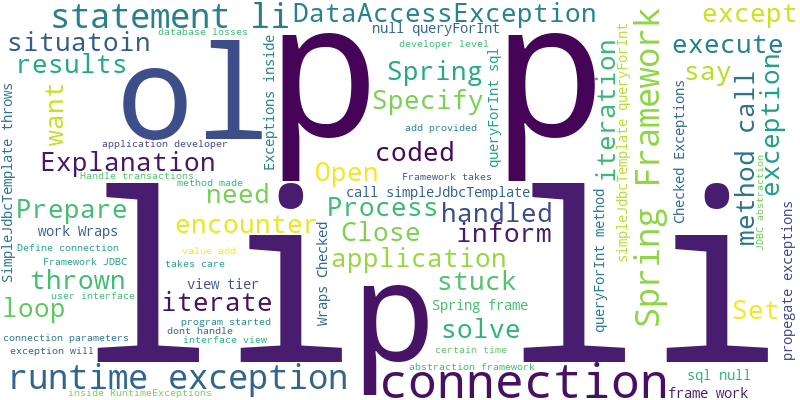 statement li
DataAccessException
except
database losses
null queryForInt
situatoin
developer level
execute
results
Spring
say
ol
p
p
want
Specify
Exceptions inside
queryForInt sql
iteration
simpleJdbcTemplate queryForInt
Spring Framework
Checked Exceptions
method call
exception
SimpleJdbcTemplate throws
add provided
application developer
coded
Explanation
JDBC abstraction
Open
Handle transactions
Framework takes
method made
call simpleJdbcTemplate
need
Prepare
Process
handled
li
li
p
li
encounter
work Wraps
Close
inform
Define connection
value add
application
Framework JDBC
takes care
Wraps Checked
queryForInt method
propegate exceptions
thrown
view tier
stuck
user interface
loop
iterate
Spring frame
Set
program started
solve
dont handle
connection parameters
interface view
exception will
certain time
abstraction framework
runtime exception
connection
sql null
inside RuntimeExceptions
frame work